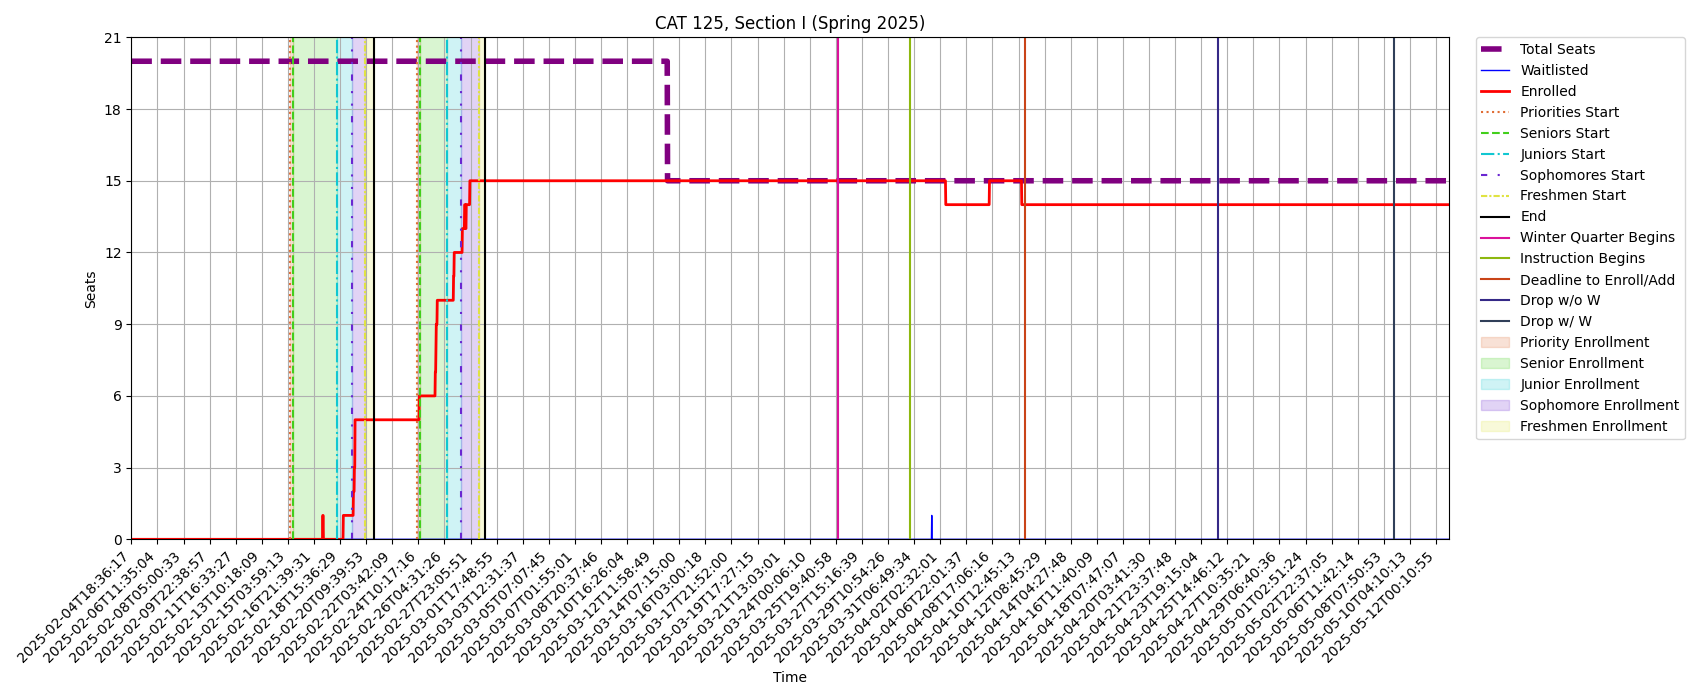 CAT 125, Section I (Spring 2025)
21
18
15
12
9
6
3
0
Seats
2025-02-04T18:36:17
2025-02-06T11:35:04
2025-02-08T05:00:33
2025-02-09T22:38:57
2025-02-11T16:33:27
2025-02-13T10:18:09
2025-02-15T03:59:13
2025-02-16T21:39:31
2025-02-18T15:36:29
2025-02-20T09:39:53
2025-02-22T03:42:09
2025-02-24T10:17:16
2025-02-26T04:31:26
2025-02-27T23:05:51
2025-03-01T17:48:55
2025-03-03T12:31:37
2025-03-05T07:07:45
2025-03-07T01:55:01
2025-03-08T20:37:46
2025-03-10T16:26:04
2025-03-12T11:58:49
2025-03-14T07:15:00
2025-03-16T03:00:18
2025-03-17T21:52:00
2025-03-19T17:27:15
2025-03-21T13:03:01
2025-03-25T00:06:10
2025-03-25T19:40:58
2025-03-27T15:16:39
2025-03-29T10:54:26
2025-03-31T06:49:34
2025-04-02T02:32:01
2025-04-06T22:01:37
2025-04-08T17:06:16
2025-04-10T12:45:13
2025-04-12T08:45:29
2025-04-14T04:27:48
2025-04-16T11:40:09
2025-04-18T07:47:07
2025-04-20T03:41:30
2025-04-21T23:37:48
2025-04-23T19:15:04
2025-04-25T14:46:12
2025-04-27T10:35:21
2025-04-29T06:40:36
2025-05-01T02:51:24
2025-05-02T22:37:05
2025-05-06T11:42:14
2025-05-08T07:50:53
2025-05-10T04:10:13
2025-05-12T00:10:55
Time
Total Seats
Waitlisted
Enrolled
Priorities Start
Seniors Start
Juniors Start
Sophomores Start
Freshmen Start
End
Winter Quarter Begins
Instruction Begins
Deadline to Enroll/Add
Drop w/o W
Drop w/ W
Priority Enrollment
Senior Enrollment
Junior Enrollment
Sophomore Enrollment
Freshmen Enrollment